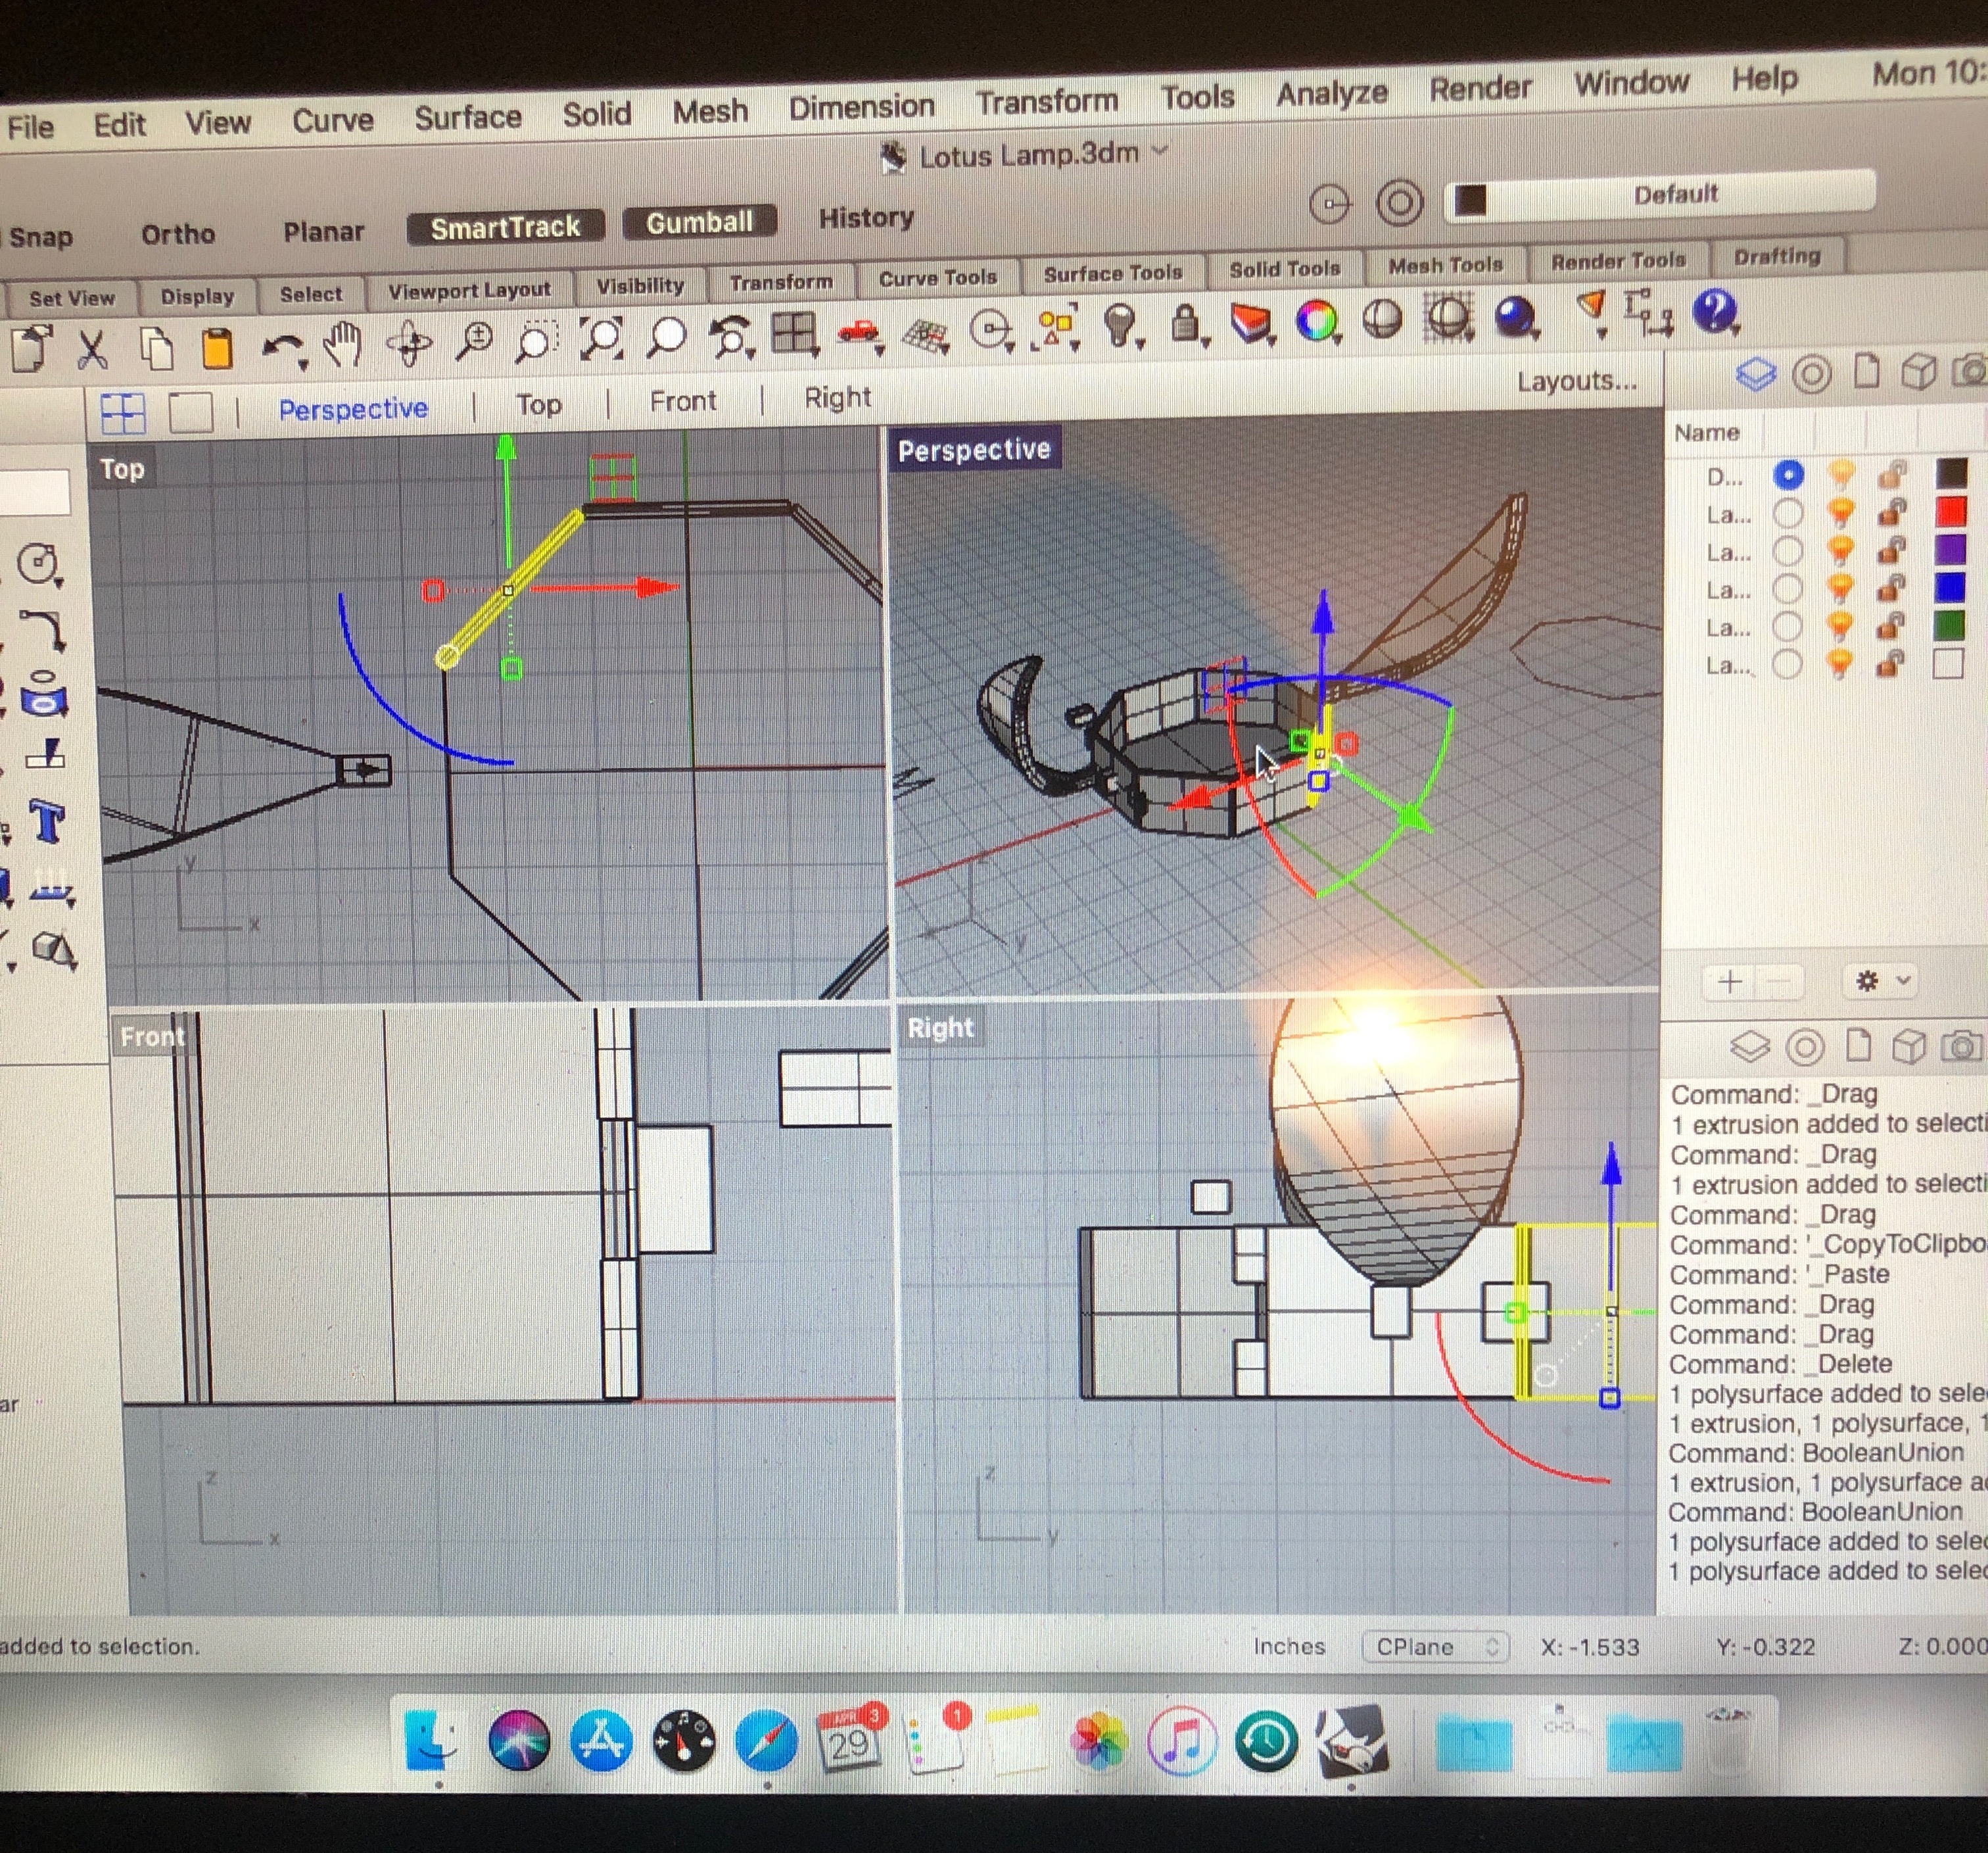 File Edit View Curve Surface Solid Mesh Dimension Transform Tools Analyze Render Window Help Mon 10:
Lotus Lamp.3dm
Default
Snap Ortho Planar SmartTrack Gumball History
Set View Display Select Viewport Layout Visibility Transform Curve Tools Surface Tools Solid Tools Mesh Tools Render Tools Drafting
Perspective | Top | Front | Right Layouts...
Name
Top
Perspective
D...
La...
La...
La...
La...
La...
T
y
x
y
Front
Right
Command: _Drag
1 extrusion added to selecti
Command: _Drag
1 extrusion added to selecti
Command: _Drag
Command: '_CopyToClipbo
Command: '_Paste
Command: _Drag
Command: _Drag
Command: _Delete
1 polysurface added to sele
1 extrusion, 1 polysurface, 1
Command: BooleanUnion
1 extrusion, 1 polysurface a
Command: BooleanUnion
1 polysurface added to selec
1 polysurface added to selec
ar
z
x
z
y
added to selection.
Inches CPlane X: -1.533 Y: -0.322 Z: 0.000
APR 3
29
1